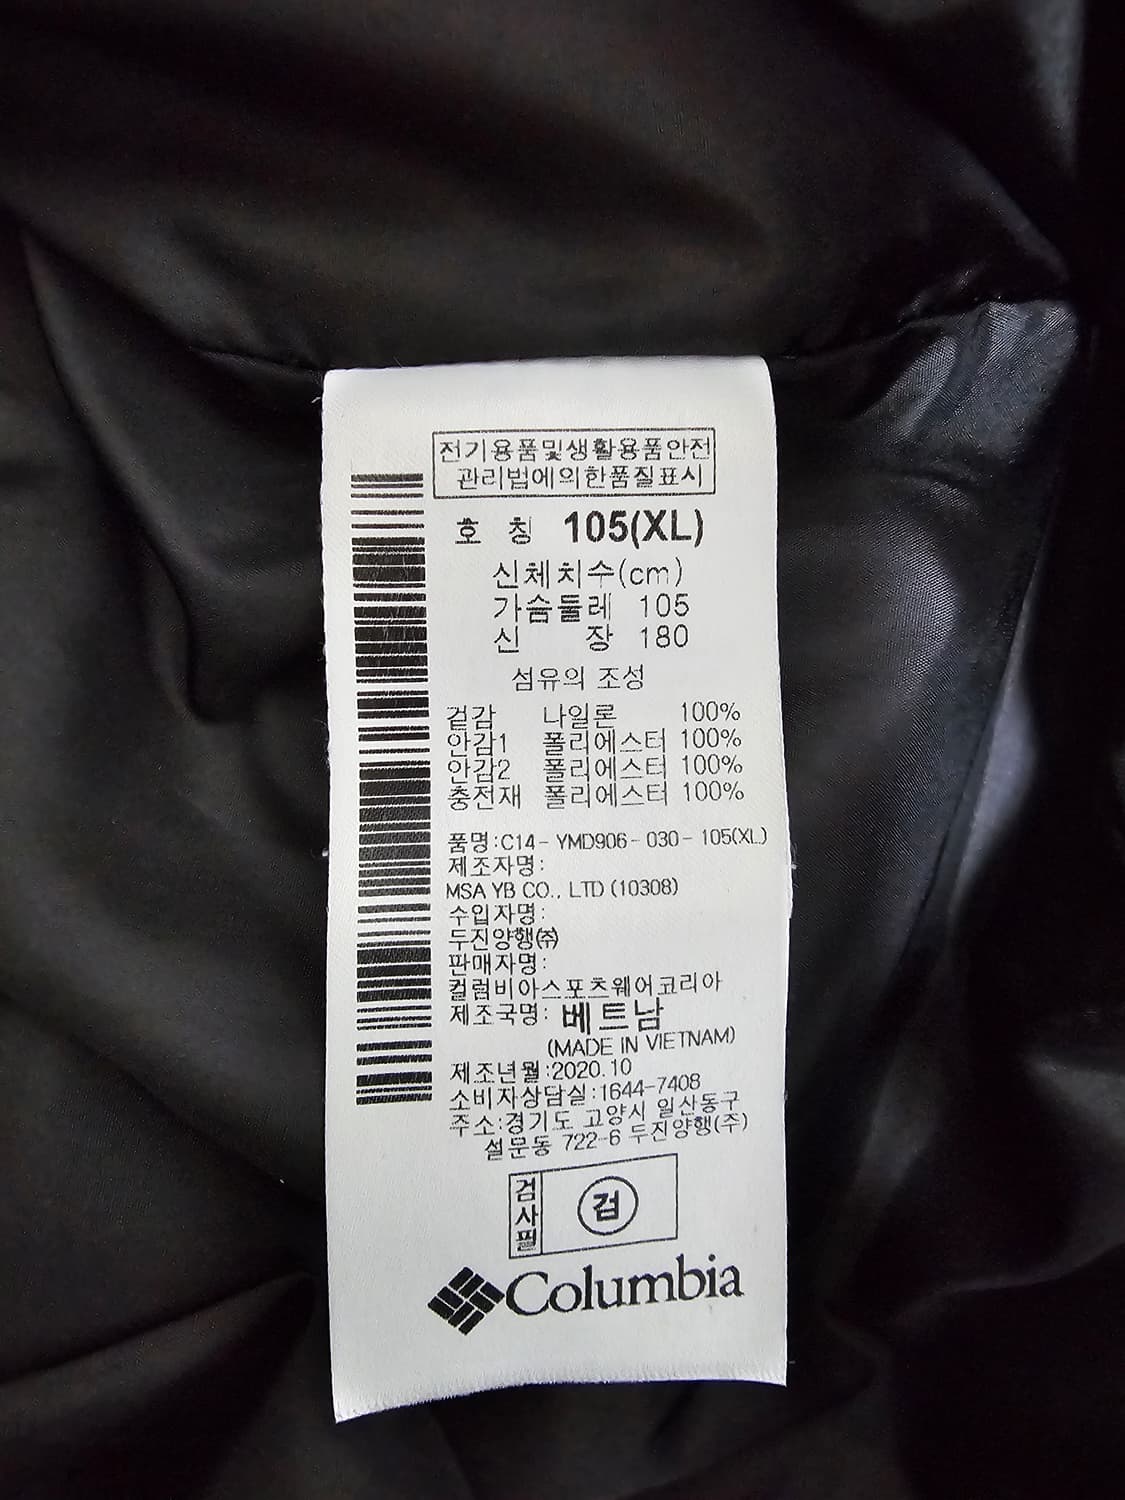 전기용품및생활용품안전
관리법에의한품질표시
호 칭 105(XL)
신체치수(cm)
가슴둘레 105
신 장 180
섬유의 조성
겉감 나일론 100%
안감1 폴리에스터 100%
안감2 폴리에스터 100%
충전재 폴리에스터 100%
품명:C14-YMD906-030-105(XL)
제조자명:
MSA YB CO., LTD (10308)
수입자명:
두진양행㈜
판매자명:
컬럼비아스포츠웨어코리아
제조국명: 베트남
(MADE IN VIETNAM)
제조년월:2020.10
소비자상담실:1644-7408
주소:경기도 고양시 일산동구
설문동 722-6 두진양행(주)
검사필 검
Columbia